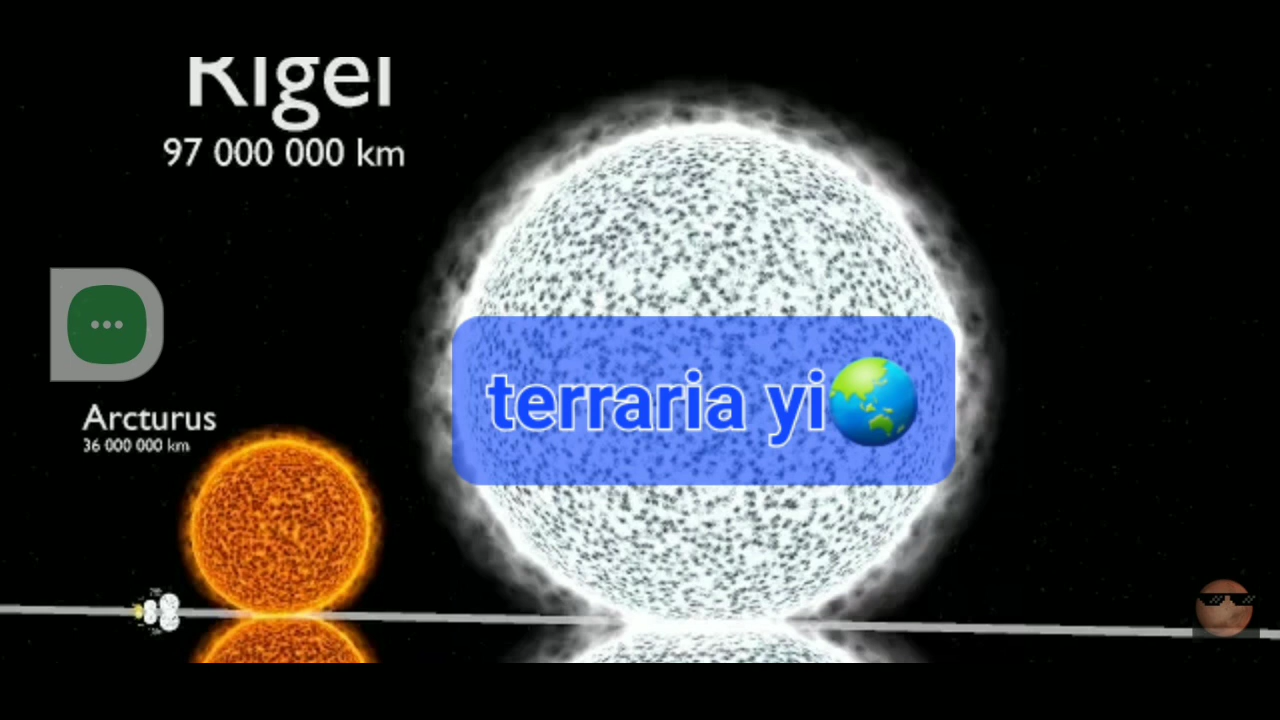 Rigel
97 000 000 km
Arcturus
36 000 000 km
terraria yi🌏